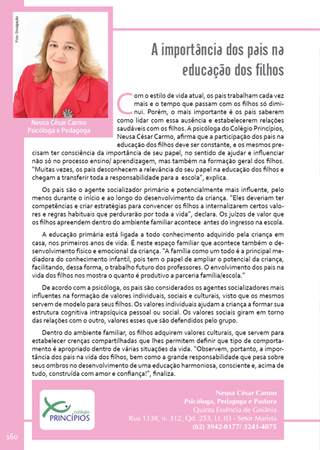 Foto: Divulgação
Neusa César Carmo
Psicóloga e Pedagoga
A importância dos pais na
educação dos filhos
Com o estilo de vida atual, os pais trabalham cada vez
mais e o tempo que passam com os filhos só dimi-
nui. Porém, o mais importante é os pais saberem
como lidar com essa ausência e estabelecerem relações
saudáveis com os filhos. A psicóloga do Colégio Princípios,
Neusa César Carmo, afirma que a participação dos pais na
educação dos filhos deve ser constante, e os mesmos pre-
cisam ter consciência da importância de seu papel, no sentido de ajudar e influenciar
não só no processo ensino/ aprendizagem, mas também na formação geral dos filhos.
"Muitas vezes, os pais desconhecem a relevância do seu papel na educação dos filhos e
chegam a transferir toda a responsabilidade para a escola", explica.
Os pais são o agente socializador primário e potencialmente mais influente, pelo
menos durante o início e ao longo do desenvolvimento da criança. "Eles deveriam ter
competências e criar estratégias para convencer os filhos a internalizarem certos valo-
res e regras habituais que perdurarão por toda a vida", declara. Os juízos de valor que
os filhos apreendem dentro do ambiente familiar acontece antes do ingresso na escola.
A educação primária está ligada a todo conhecimento adquirido pela criança em
casa, nos primeiros anos de vida. É neste espaço familiar que acontece também o de-
senvolvimento físico e emocional da criança. "A família como um todo é a principal me-
diadora do conhecimento infantil, pois tem o papel de ampliar o potencial da criança,
facilitando, dessa forma, o trabalho futuro dos professores. O envolvimento dos pais na
vida dos filhos nos mostra o quanto é produtivo a parceria família/escola."
De acordo com a psicóloga, os pais são considerados os agentes socializadores mais
influentes na formação de valores individuais, sociais e culturais, visto que os mesmos
servem de modelo para seus filhos. Os valores individuais ajudam a criança a formar sua
estrutura cognitiva intrapsíquica pessoal ou social. Os valores sociais giram em torno
das relações com o outro, valores esses que são defendidos pelo grupo.
Dentro do ambiente familiar, os filhos adquirem valores culturais, que servem para
estabelecer crenças compartilhadas que lhes permitem definir que tipo de comporta-
mento é apropriado dentro de várias situações da vida. "Observem, portanto, a impor-
tância dos pais na vida dos filhos, bem como a grande responsabilidade que pesa sobre
seus ombros no desenvolvimento de uma educação harmoniosa, consciente e, acima de
tudo, construída com amor e confiança!", finaliza.
colégio
PRINCÍPIOS
Neusa César Carmo
Psicóloga, Pedagoga e Pastora
Quinta Essência de Goiânia
Rua 1138, n. 312, Qd. 253, Lt. 03 - Setor Marista
(62) 3942-0177/ 3241-4075
160